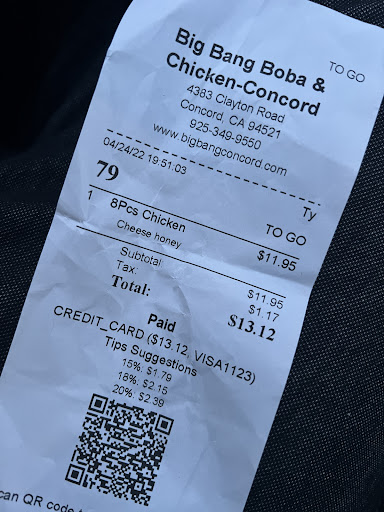 TO GO
Big Bang Boba &
Chicken-Concord
4383 Clayton Road
Concord, CA 94521
925-349-9550
www.bigbangconcord.com
04/24/22 19:51:03
Ty
79
TO GO
1 8Pcs Chicken $11.95
Cheese honey
Subtotal $11.95
Tax: $1.17
Total: $13.12
Paid
CREDIT_CARD ($13.12, VISA1123)
Tips Suggestions
15%: $1.79
18%: $2.15
20%: $2.39
can QR code